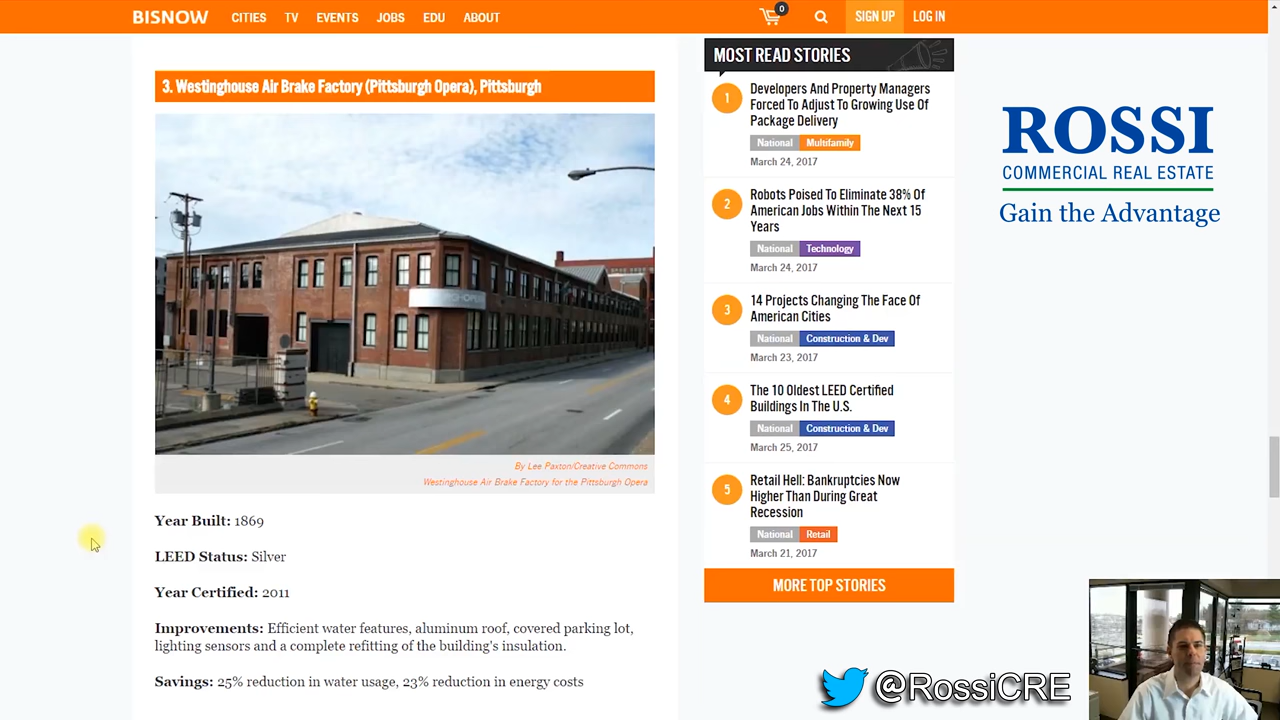 BISNOW
CITIES TV EVENTS JOBS EDU ABOUT
0
SIGN UP LOG IN
3. Westinghouse Air Brake Factory (Pittsburgh Opera), Pittsburgh
By Lee Paxton/Creative Commons
Westinghouse Air Brake Factory for the Pittsburgh Opera
Year Built: 1869
LEED Status: Silver
Year Certified: 2011
Improvements: Efficient water features, aluminum roof, covered parking lot,
lighting sensors and a complete refitting of the building's insulation.
Savings: 25% reduction in water usage, 23% reduction in energy costs
MOST READ STORIES
1
Developers And Property Managers
Forced To Adjust To Growing Use Of
Package Delivery
National Multifamily
March 24, 2017
2
Robots Poised To Eliminate 38% Of
American Jobs Within The Next 15
Years
National Technology
March 24, 2017
3
14 Projects Changing The Face Of
American Cities
National Construction & Dev
March 23, 2017
4
The 10 Oldest LEED Certified
Buildings In The U.S.
National Construction & Dev
March 25, 2017
5
Retail Hell: Bankruptcies Now
Higher Than During Great
Recession
National Retail
March 21, 2017
MORE TOP STORIES
ROSSI
COMMERCIAL REAL ESTATE
Gain the Advantage
@RossiCRE